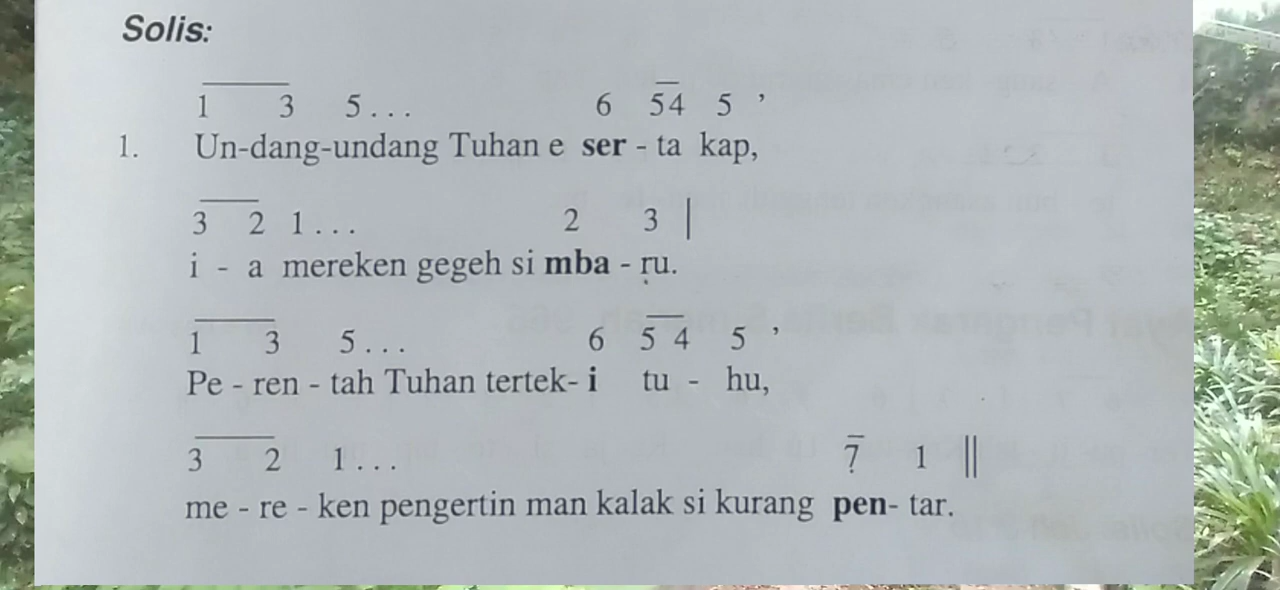 Solis:
1 3 5... 6 54 5 ,
1. Un-dang-undang Tuhan e ser - ta kap,
3 2 1... 2 3 |
i - a mereken gegeh si mba - ru.
1 3 5... 6 5 4 5 ,
Pe - ren - tah Tuhan tertek- i tu - hu,
3 2 1... 7̣ 1 ||
me - re - ken pengertin man kalak si kurang pen- tar.